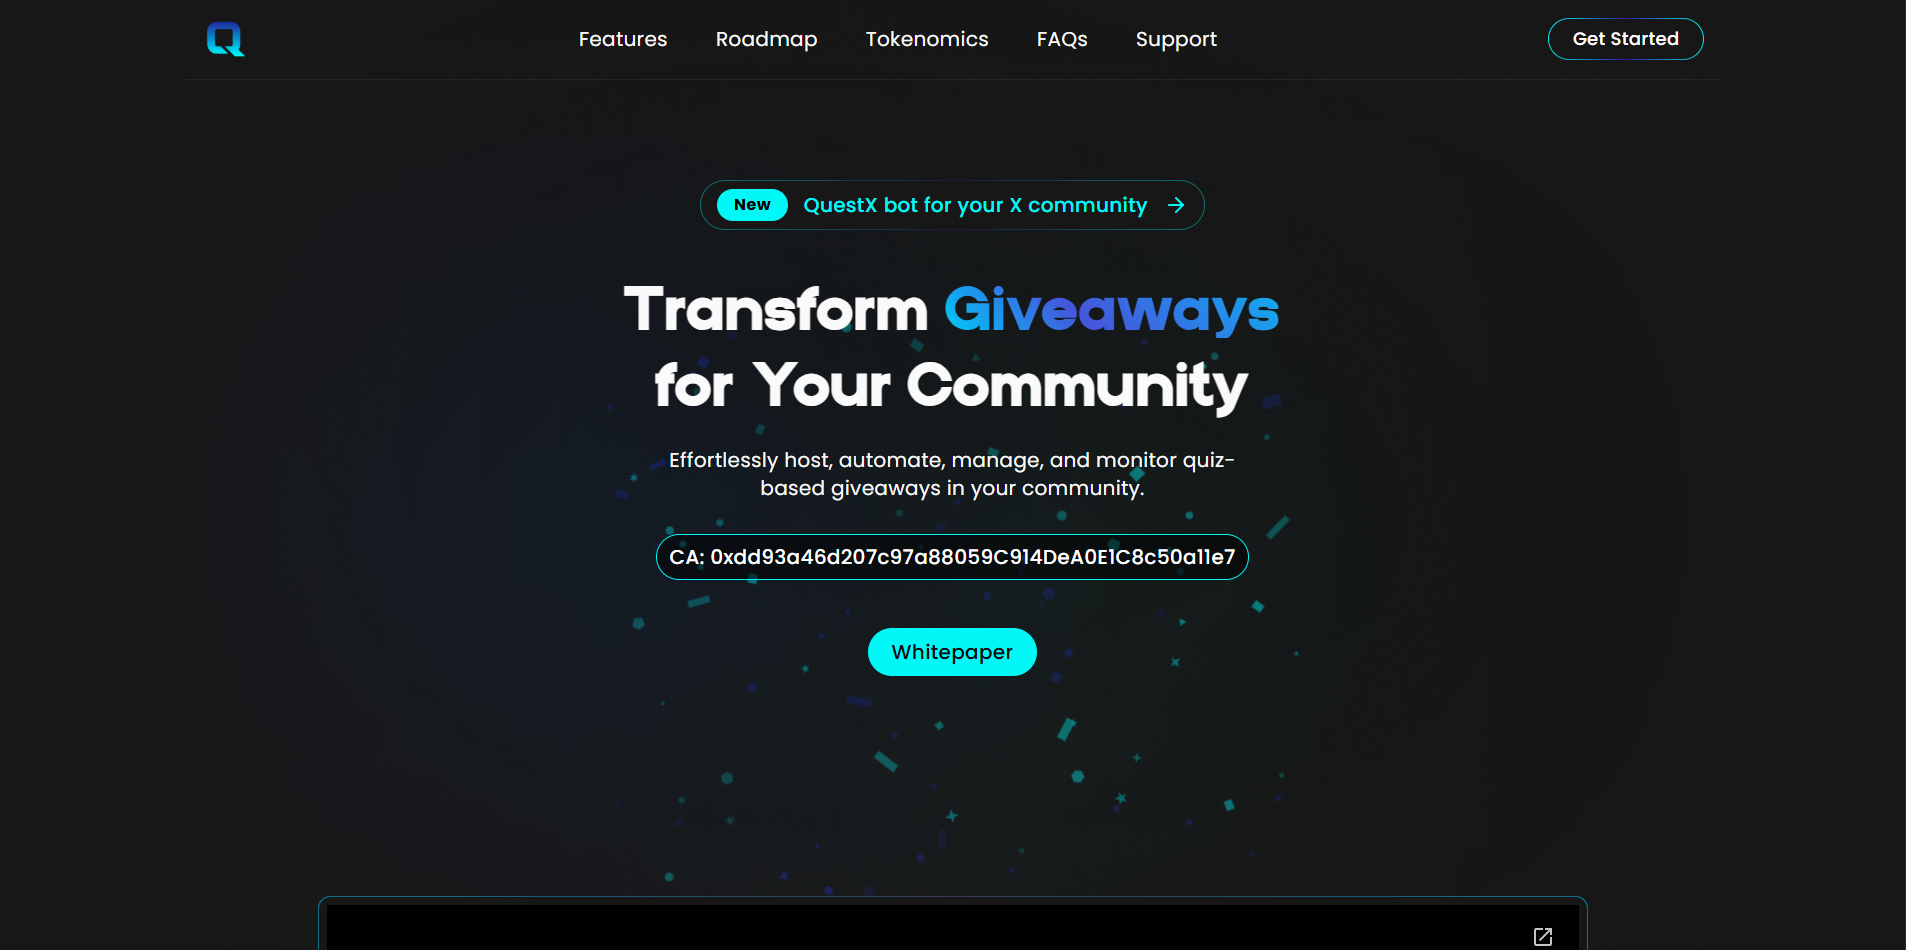 Q
Features
Roadmap
Tokenomics
FAQs
Support
Get Started
New
QuestX bot for your X community
Transform Giveaways
for Your Community
Effortlessly host, automate, manage, and monitor quiz-
based giveaways in your community.
CA: 0xdd93a46d207c97a88059C914DeA0E1C8c50a11e7
Whitepaper